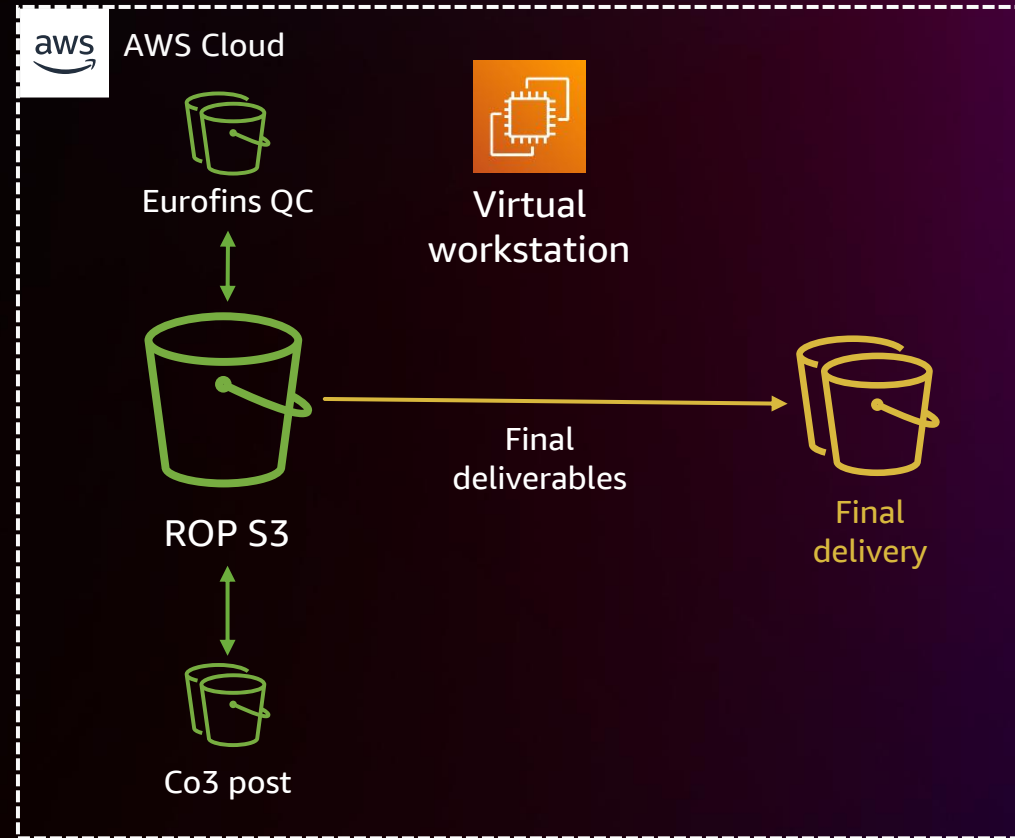 aws
AWS Cloud
Eurofins QC
Virtual
workstation
Final
deliverables
ROP S3
Final
delivery
Co3 post